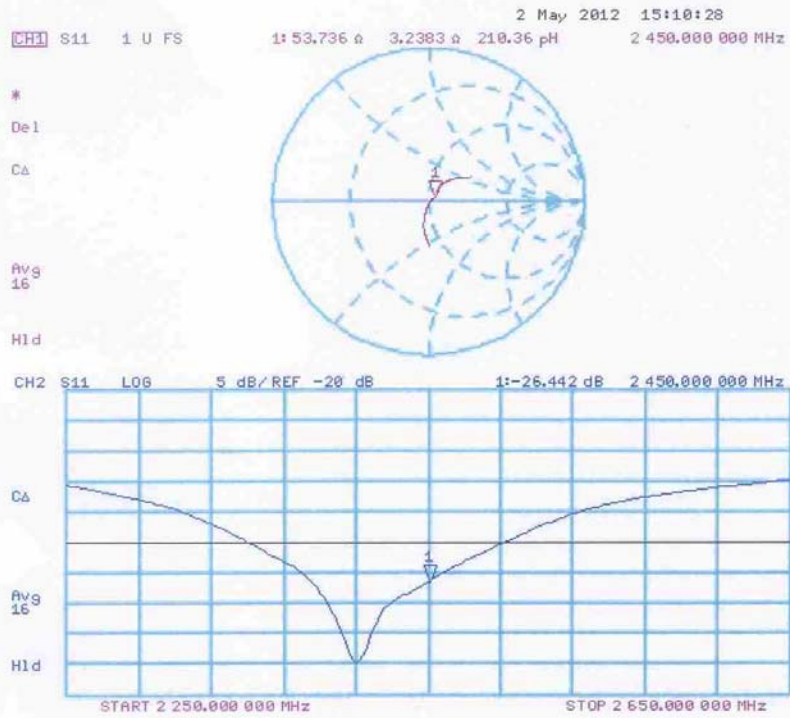 2 May 2012 15:10:28
CH1 S11 1 U FS 1: 53.736 Ω 3.2383 Ω 210.36 pH 2 450.000 000 MHz
*
Del
CΔ
1
Avg
16
Hld
CH2 S11 LOG 5 dB/REF -20 dB 1:-26.442 dB 2 450.000 000 MHz
CΔ
1
Avg
16
Hld
START 2 250.000 000 MHz STOP 2 650.000 000 MHz